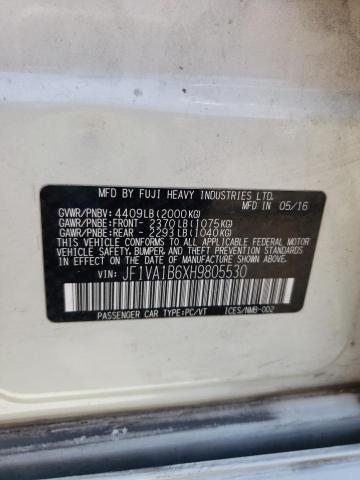 MFD BY FUJI HEAVY INDUSTRIES LTD.
MFD IN 05/16
GVWR/PNBV: 4409LB(2000KG)
GAWR/PNBE:FRONT- 2370LB(1075KG)
GAWR/PNBE:REAR - 2293LB(1040KG)
THIS VEHICLE CONFORMS TO ALL APPLICABLE FEDERAL MOTOR
VEHICLE SAFETY, BUMPER, AND THEFT PREVENTION STANDARDS
IN EFFECT ON THE DATE OF MANUFACTURE SHOWN ABOVE.
VIN: JF1VA1B6XH9805530
PASSENGER CAR TYPE:PC/VT ICES/NMB-002